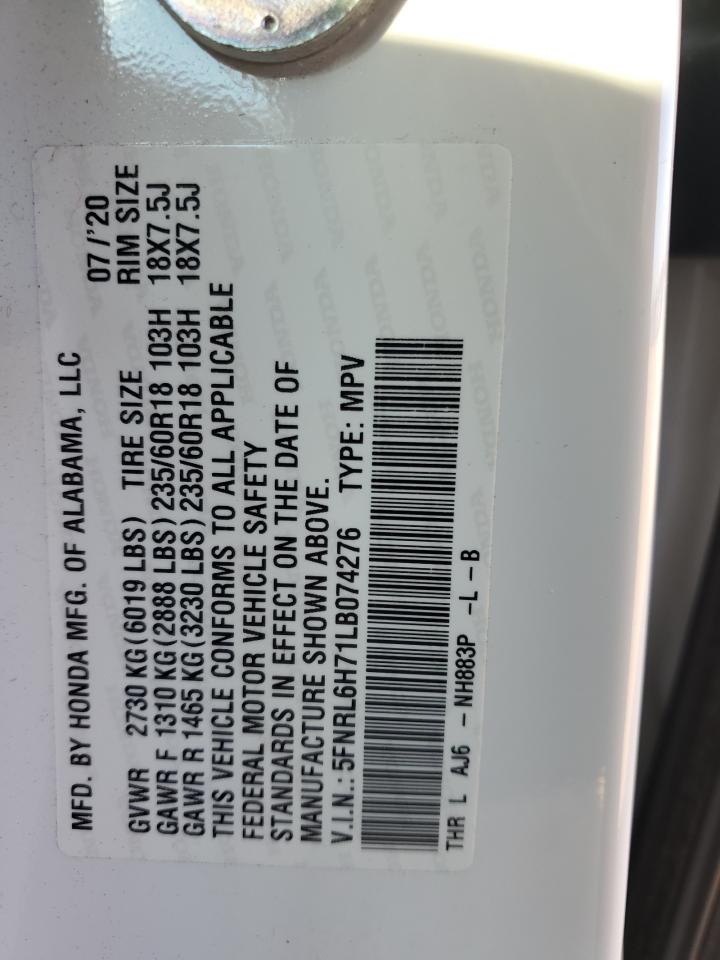 MFD. BY HONDA MFG. OF ALABAMA, LLC 07/'20
GVWR 2730 KG(6019 LBS) TIRE SIZE RIM SIZE
GAWR F 1310 KG(2888 LBS)235/60R18 103H 18X7.5J
GAWR R 1465 KG(3230 LBS)235/60R18 103H 18X7.5J
THIS VEHICLE CONFORMS TO ALL APPLICABLE
FEDERAL MOTOR VEHICLE SAFETY
STANDARDS IN EFFECT ON THE DATE OF
MANUFACTURE SHOWN ABOVE.
V.I.N.:5FNRL6H71LB074276 TYPE: MPV
THR L AJ6 -NH883P -L-B